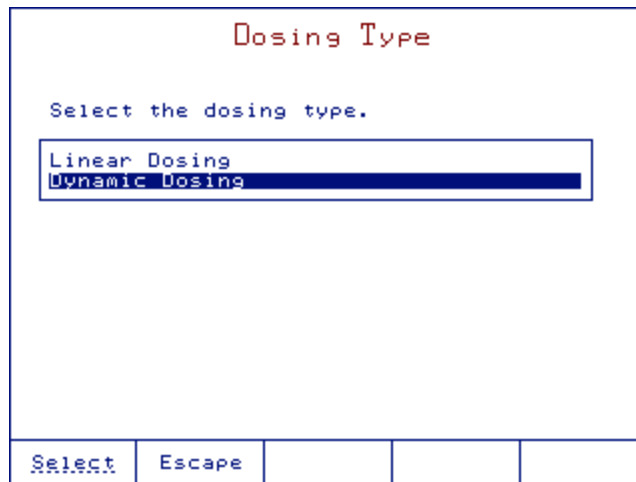 Dosing Type
Select the dosing type.
Linear Dosing
Dynamic Dosing
Select Escape